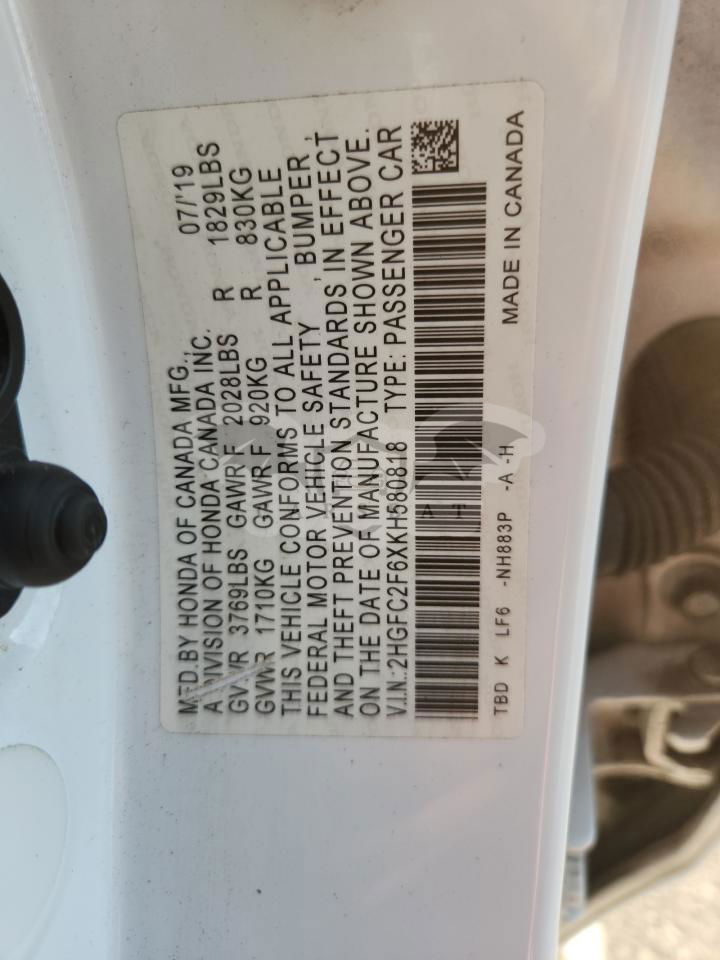 MFD.BY HONDA OF CANADA MFG., 07/'19
A DIVISION OF HONDA CANADA INC.
GVWR 3769LBS GAWR F 2028LBS R 1829LBS
GVWR 1710KG GAWR F 920KG R 830KG
THIS VEHICLE CONFORMS TO ALL APPLICABLE
FEDERAL MOTOR VEHICLE SAFETY , BUMPER ,
AND THEFT PREVENTION STANDARDS IN EFFECT
ON THE DATE OF MANUFACTURE SHOWN ABOVE.
V.I.N.:2HGFC2F6XKH580818 TYPE: PASSENGER CAR
TBD K LF6 -NH883P -A -H MADE IN CANADA